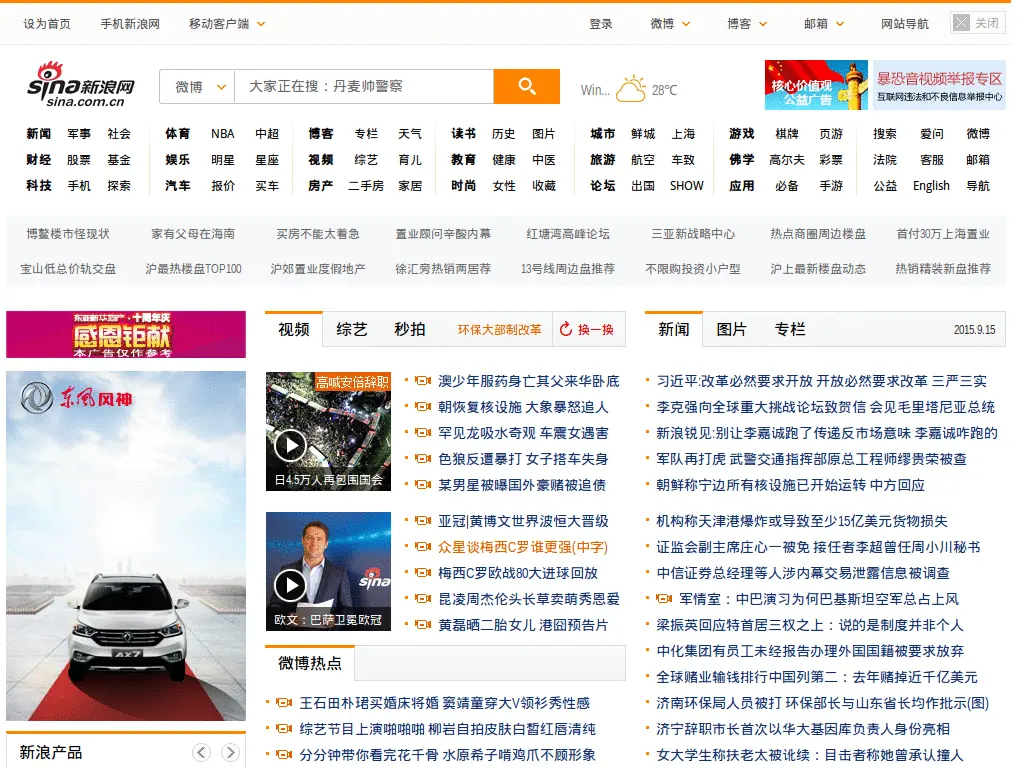 设为首页 手机新浪网 移动客户端 登录 微博 博客 邮箱 网站导航 关闭
sina新浪网
sina.com.cn
微博 大家正在搜：丹麦帅警察 Win... 28℃
核心价值观
公益广告
暴恐音视频举报专区
互联网违法和不良信息举报中心
新闻 军事 社会 体育 NBA 中超 博客 专栏 天气 读书 历史 图片 城市 鲜城 上海 游戏 棋牌 页游 搜索 爱问 微博
财经 股票 基金 娱乐 明星 星座 视频 综艺 育儿 教育 健康 中医 旅游 航空 车致 佛学 高尔夫 彩票 法院 客服 邮箱
科技 手机 探索 汽车 报价 买车 房产 二手房 家居 时尚 女性 收藏 论坛 出国 SHOW 应用 必备 手游 公益 English 导航
博鳌楼市怪现状 家有父母在海南 买房不能太着急 置业顾问辛酸内幕 红塘湾高峰论坛 三亚新战略中心 热点商圈周边楼盘 首付30万上海置业
宝山低总价轨交盘 沪最热楼盘TOP100 沪郊置业度假地产 徐汇旁热销两居荐 13号线周边盘推荐 不限购投资小户型 沪上最新楼盘动态 热销精装新盘推荐
十周年庆
感恩钜献
本广告仅作参考
东风风神
AX7
新浪产品
视频 综艺 秒拍 环保大部制改革 换一换
高喊安倍辞职
日4.5万人再包围国会
澳少年服药身亡其父来华卧底
朝恢复核设施 大象暴怒追人
罕见龙吸水奇观 车震女遇害
色狼反遭暴打 女子搭车失身
某男星被曝国外豪赌被追债
sina
欧文：巴萨卫冕欧冠
亚冠|黄博文世界波恒大晋级
众星谈梅西C罗谁更强(中字)
梅西C罗欧战80大进球回放
昆凌周杰伦头长草卖萌秀恩爱
黄磊晒二胎女儿 港囧预告片
微博热点
王石田朴珺买婚床将婚 窦靖童穿大V领衫秀性感
综艺节目上演啪啪啪 柳岩自拍皮肤白皙红唇清纯
分分钟带你看完花千骨 水原希子啃鸡爪不顾形象
新闻 图片 专栏 2015.9.15
习近平:改革必然要求开放 开放必然要求改革 三严三实
李克强向全球重大挑战论坛致贺信 会见毛里塔尼亚总统
新浪锐见:别让李嘉诚跑了传递反市场意味 李嘉诚咋跑的
军队再打虎 武警交通指挥部原总工程师缪贵荣被查
朝鲜称宁边所有核设施已开始运转 中方回应
机构称天津港爆炸或导致至少15亿美元货物损失
证监会副主席庄心一被免 接任者李超曾任周小川秘书
中信证券总经理等人涉内幕交易泄露信息被调查
军情室：中巴演习为何巴基斯坦空军总占上风
梁振英回应特首居三权之上：说的是制度并非个人
中化集团有员工未经报告办理外国国籍被要求放弃
全球赌业输钱排行中国列第二：去年赌掉近千亿美元
济南环保局人员被打 环保部长与山东省长均作批示(图)
济宁辞职市长首次以华大基因库负责人身份亮相
女大学生称扶老太被讹续：目击者称她曾承认撞人